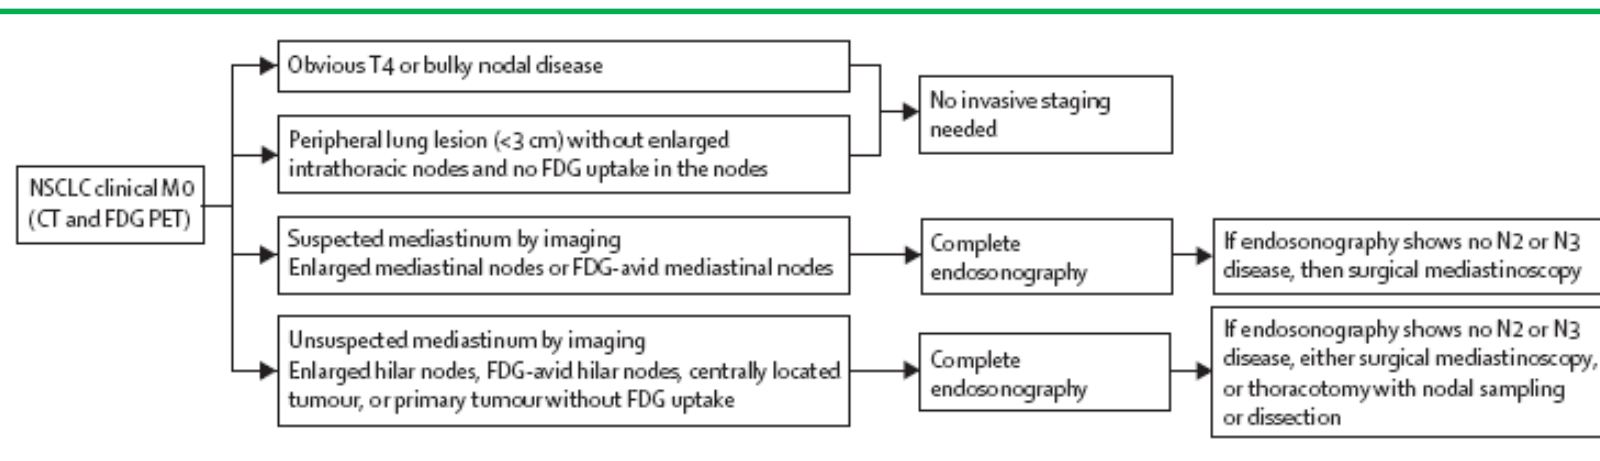 NSCLC clinical M0
(CT and FDG PET)
Obvious T4 or bulky nodal disease
Peripheral lung lesion (<3 cm) without enlarged
intrathoracic nodes and no FDG uptake in the nodes
No invasive staging
needed
Suspected mediastinum by imaging
Enlarged mediastinal nodes or FDG-avid mediastinal nodes
Complete
endosonography
If endosonography shows no N2 or N3
disease, then surgical mediastinoscopy
Unsuspected mediastinum by imaging
Enlarged hilar nodes, FDG-avid hilar nodes, centrally located
tumour, or primary tumour without FDG uptake
Complete
endosonography
If endosonography shows no N2 or N3
disease, either surgical mediastinoscopy,
or thoracotomy with nodal sampling
or dissection